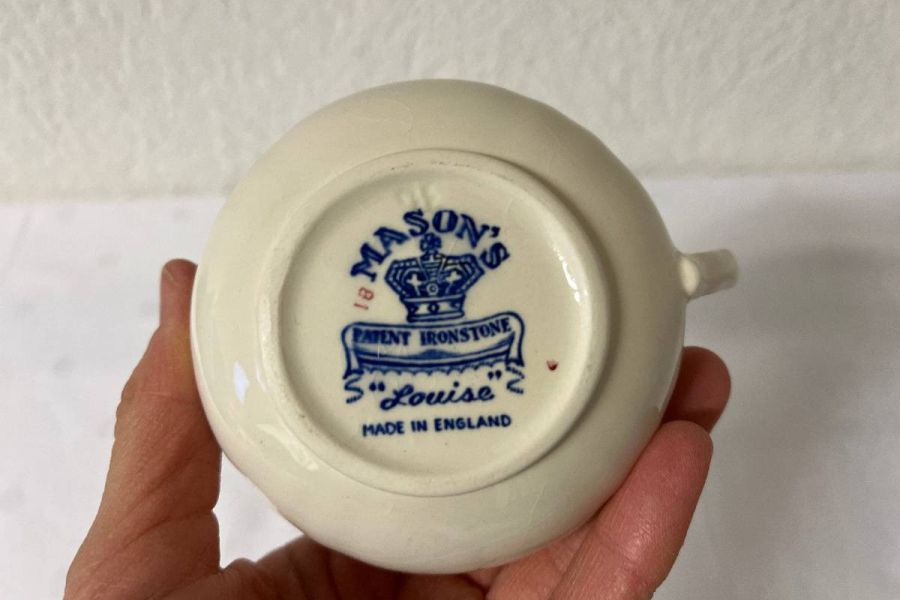 MASON'S
18
PATENT IRONSTONE
"Louise"
MADE IN ENGLAND